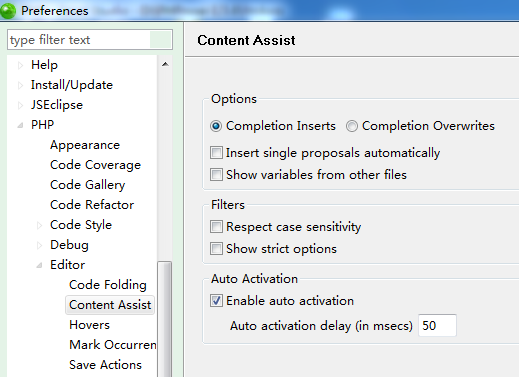 Preferences
type filter text
Content Assist
Help
Install/Update
JSEclipse
PHP
Appearance
Code Coverage
Code Gallery
Code Refactor
Code Style
Debug
Editor
Code Folding
Content Assist
Hovers
Mark Occurren
Save Actions
Options
Completion Inserts
Completion Overwrites
Insert single proposals automatically
Show variables from other files
Filters
Respect case sensitivity
Show strict options
Auto Activation
Enable auto activation
Auto activation delay (in msecs) 50